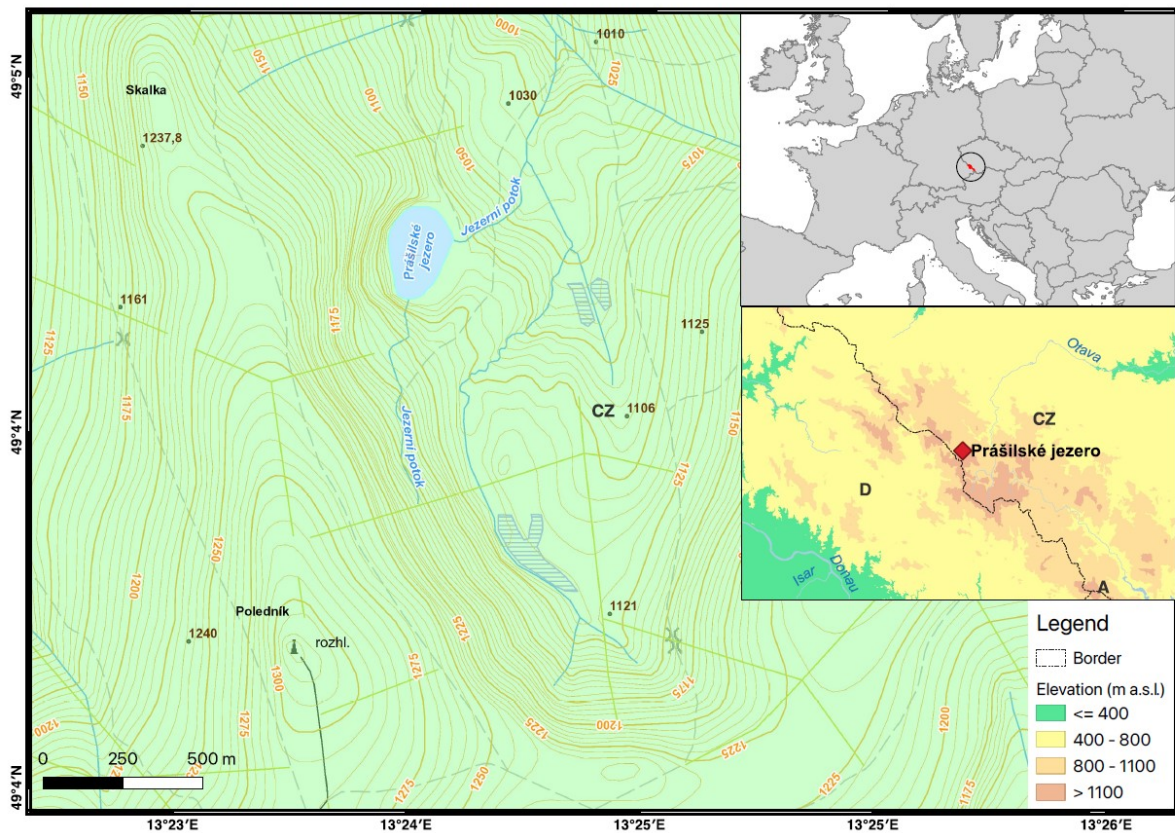 1150
1000
1010
1025
1150
49°5′N
Skalka
1100
1030
1237,8
1050
1075
Jezerní potok
Prášilské
jezero
1161
1125
1175
1125
1175
Jezerní potok
CZ
1106
1150
49°4′N
1125
1250
1200
1225
Poledník
1240
rozhl.
1300
1275
1275
1121
1175
1200
1225
1225
1200
1200
1225
1250
1275
1225
1175
0 250 500 m
49°4′N
13°23′E
13°24′E
13°25′E
13°25′E
13°26′E
Otava
CZ
Prášilské jezero
D
Isar
Donau
A
Legend
Border
Elevation (m a.s.l.)
<= 400
400 - 800
800 - 1100
> 1100